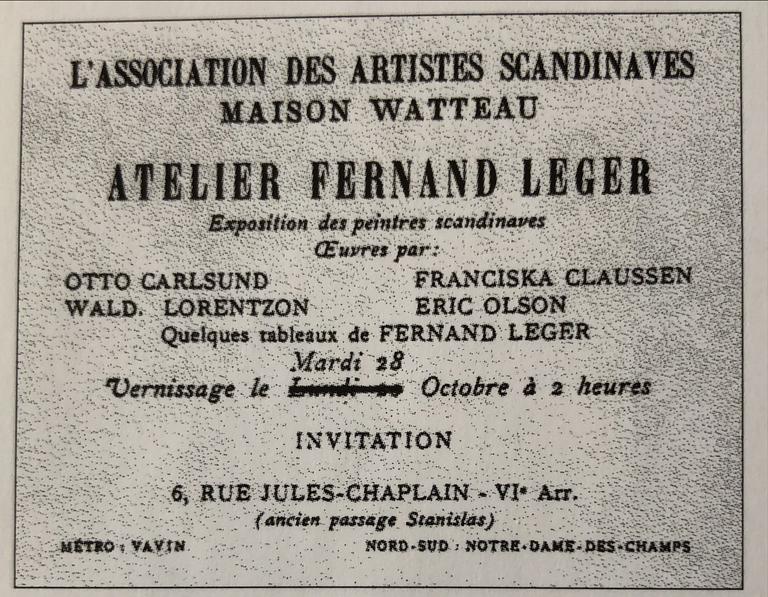 L'ASSOCIATION DES ARTISTES SCANDINAVES
MAISON WATTEAU
ATELIER FERNAND LEGER
Exposition des peintres scandinaves
Œuvres par:
OTTO CARLSUND FRANCISKA CLAUSSEN
WALD. LORENTZON ERIC OLSON
Quelques tableaux de FERNAND LEGER
Mardi 28
Vernissage le Lundi Octobre à 2 heures
INVITATION
6, RUE JULES-CHAPLAIN - VIe Arr.
(ancien passage Stanislas)
MÉTRO : VAVIN NORD-SUD : NOTRE-DAME-DES-CHAMPS